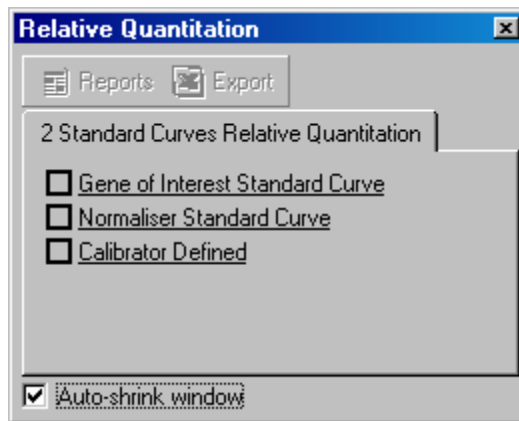 Relative Quantitation
Reports Export
2 Standard Curves Relative Quantitation
Gene of Interest Standard Curve
Normaliser Standard Curve
Calibrator Defined
Auto-shrink window